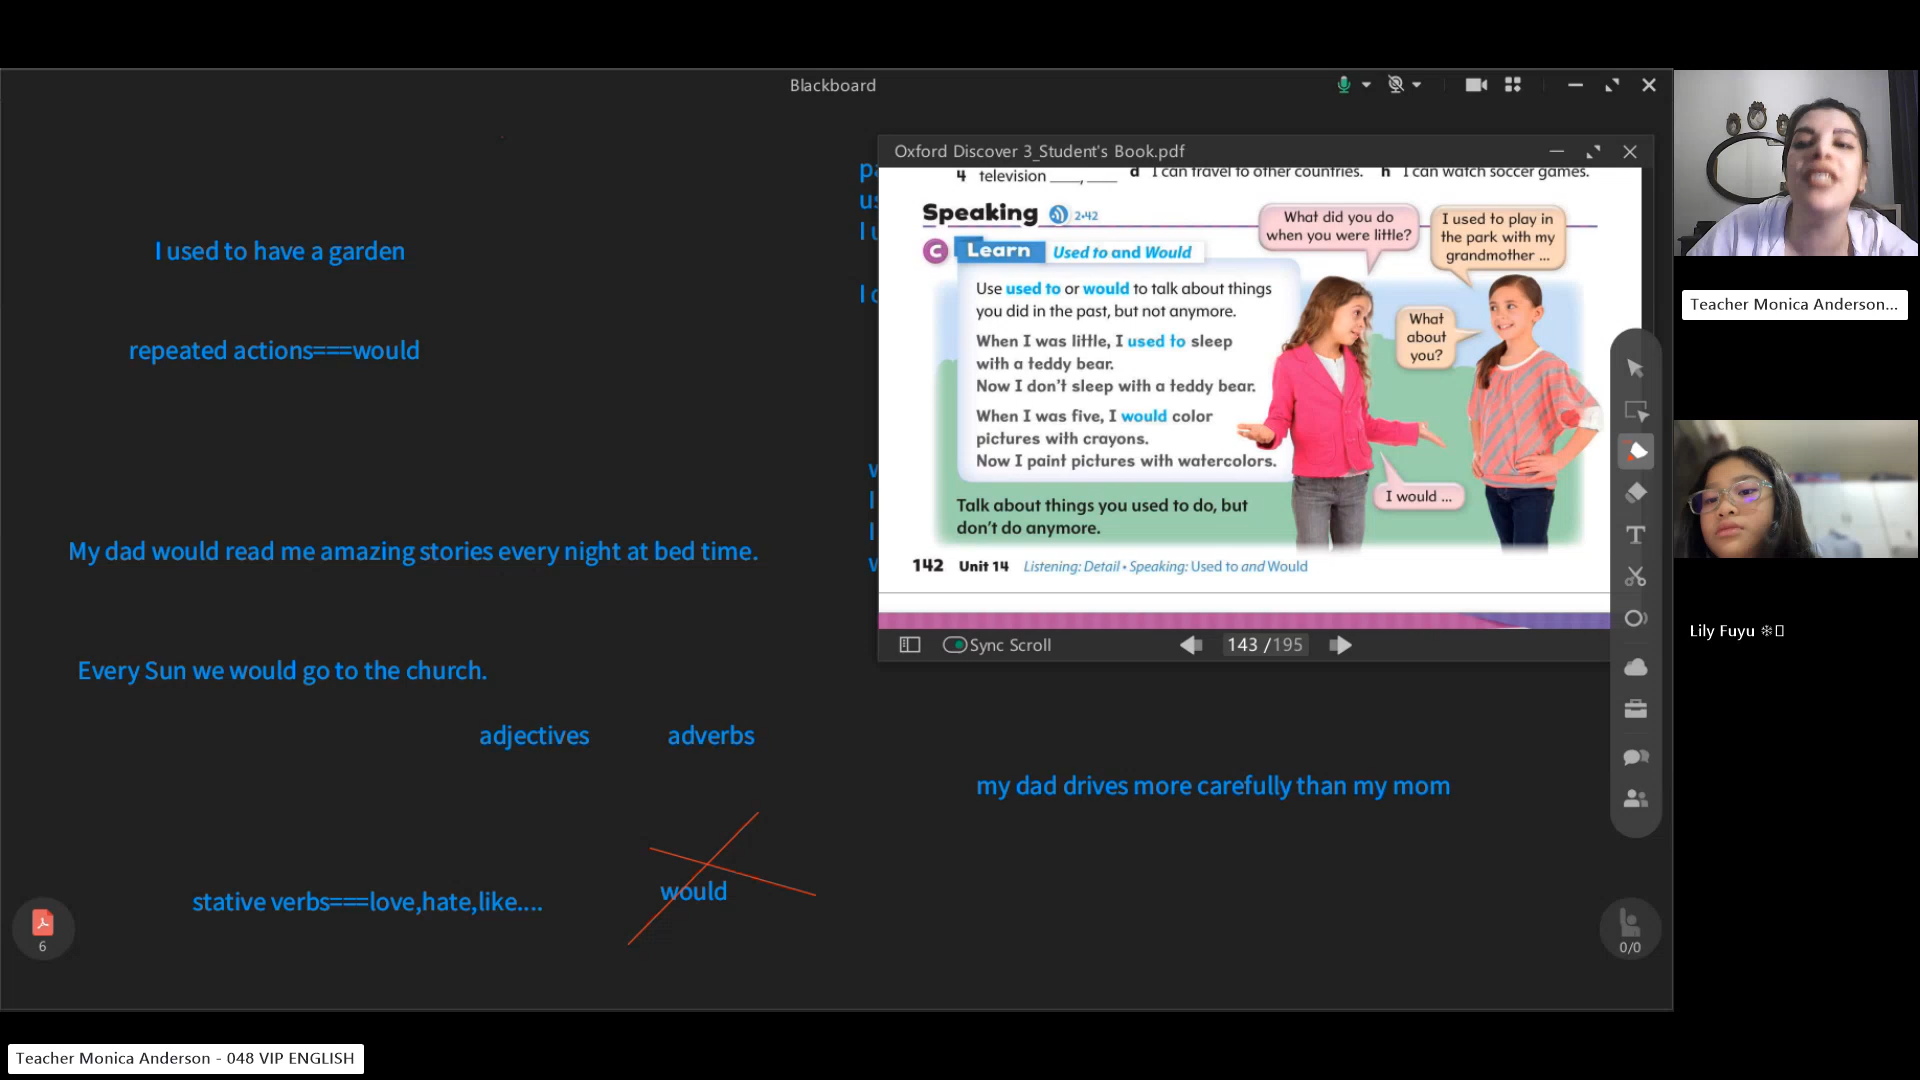 Blackboard
I used to have a garden
repeated actions===would
My dad would read me amazing stories every night at bed time.
Every Sun we would go to the church.
adjectives
adverbs
stative verbs===love,hate,like....
would
my dad drives more carefully than my mom
6
Oxford Discover 3_Student's Book.pdf
4 television ____, ____
d I can travel to other countries.
h I can watch soccer games.
Speaking 2•42
C Learn Used to and Would
Use used to or would to talk about things
you did in the past, but not anymore.
When I was little, I used to sleep
with a teddy bear.
Now I don't sleep with a teddy bear.
When I was five, I would color
pictures with crayons.
Now I paint pictures with watercolors.
Talk about things you used to do, but
don't do anymore.
What did you do
when you were little?
I used to play in
the park with my
grandmother ...
What
about
you?
I would ...
142 Unit 14 Listening: Detail • Speaking: Used to and Would
Sync Scroll
143 /195
0/0
Teacher Monica Anderson...
Lily Fuyu ❄
Teacher Monica Anderson - 048 VIP ENGLISH